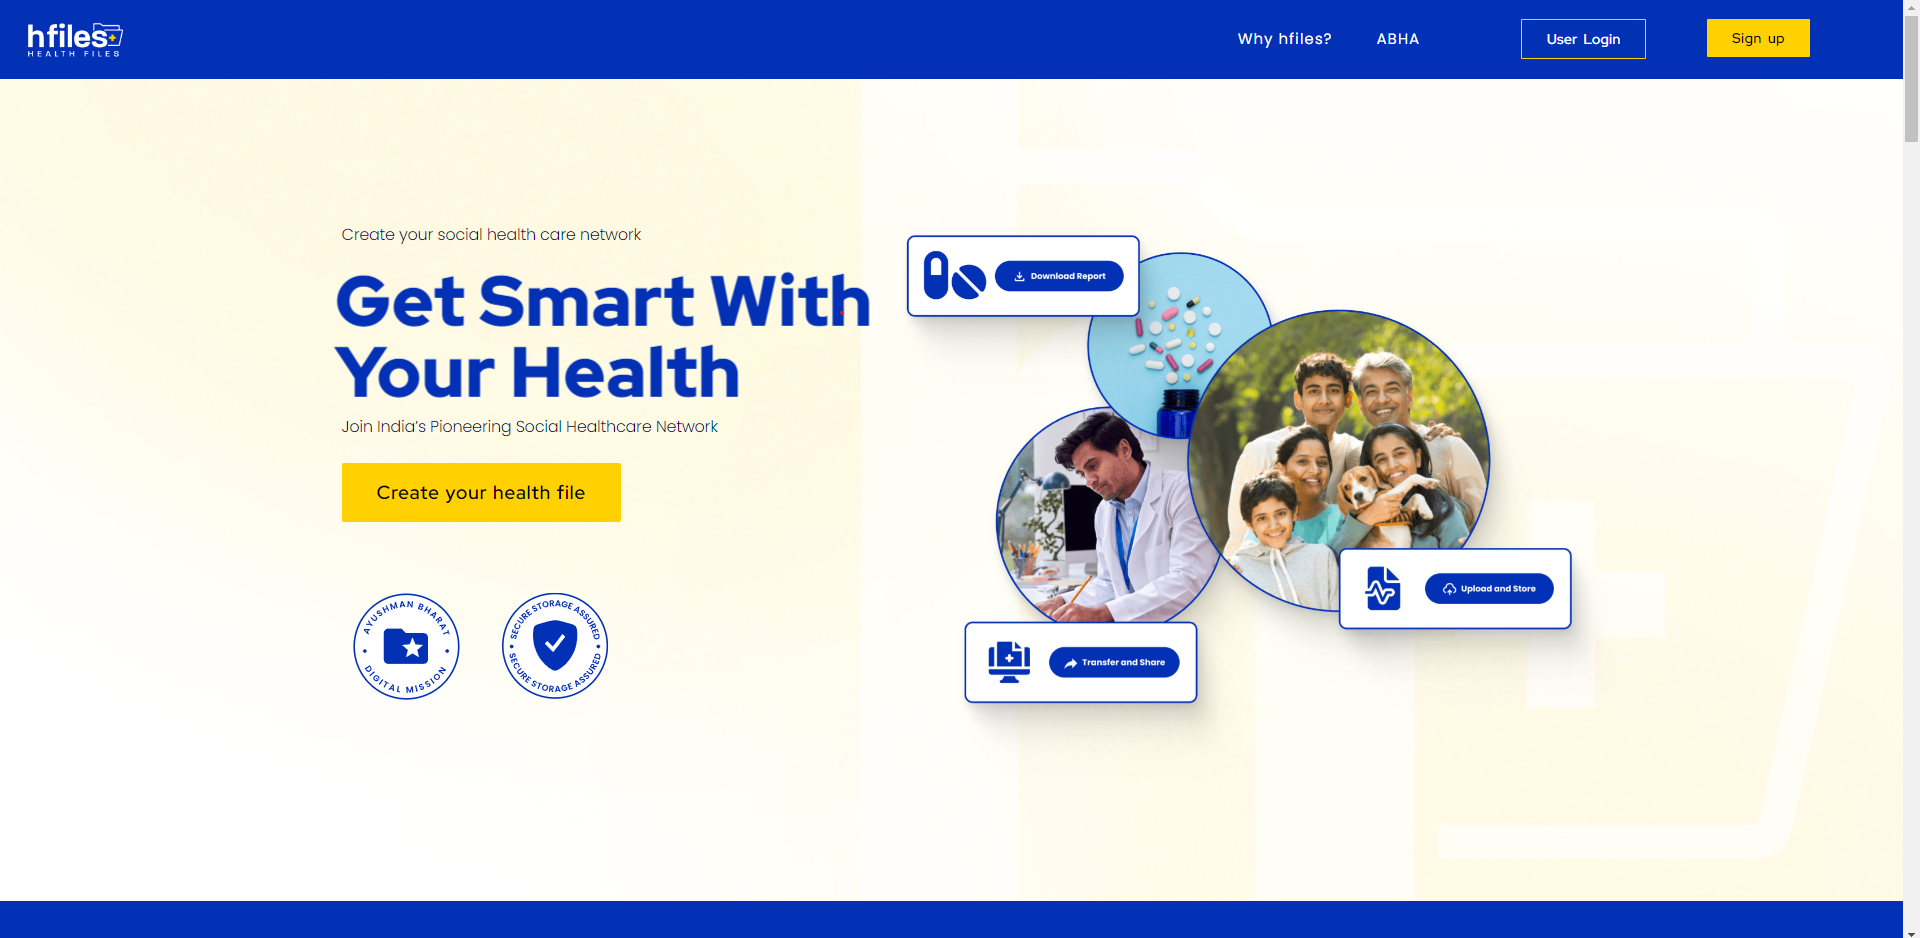 hfiles
HEALTH FILES
Why hfiles?
ABHA
User Login
Sign up
Create your social health care network
Get Smart With
Your Health
Join India’s Pioneering Social Healthcare Network
Create your health file
AYUSHMAN BHARAT
DIGITAL MISSION
SECURE STORAGE ASSURED
SECURE STORAGE ASSURED
Download Report
Upload and Store
Transfer and Share